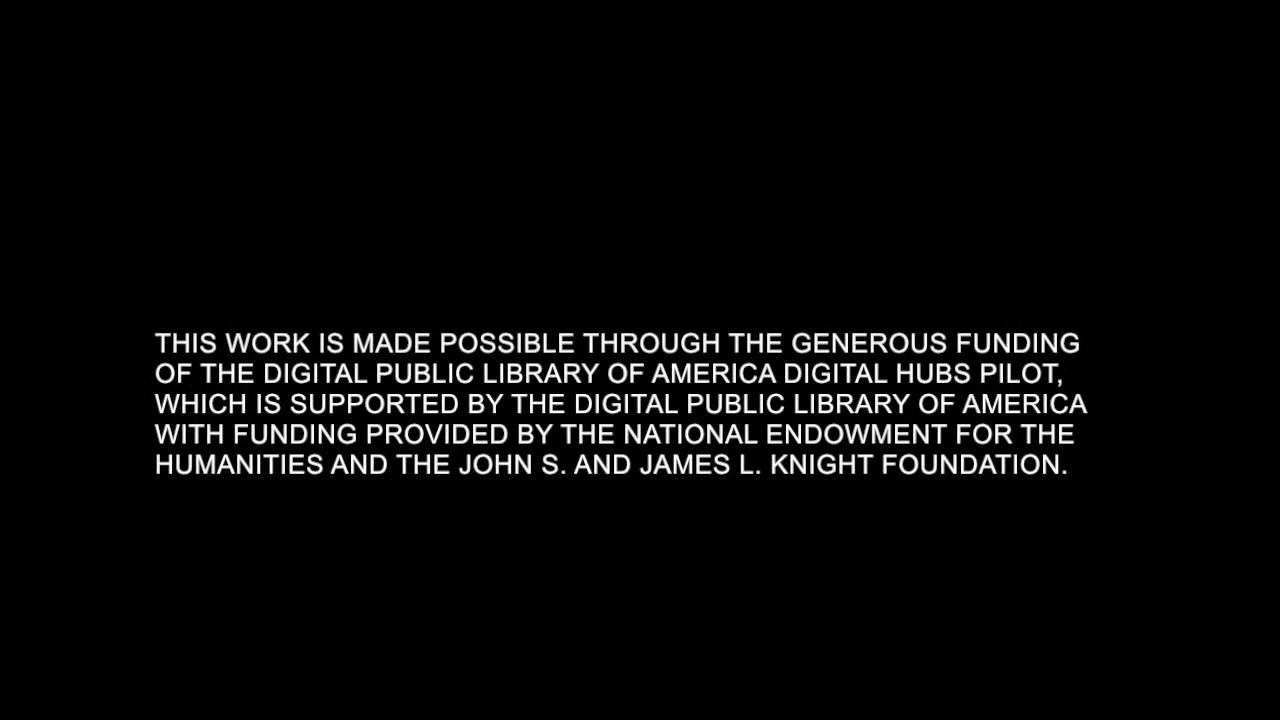 THIS WORK IS MADE POSSIBLE THROUGH THE GENEROUS FUNDING
OF THE DIGITAL PUBLIC LIBRARY OF AMERICA DIGITAL HUBS PILOT,
WHICH IS SUPPORTED BY THE DIGITAL PUBLIC LIBRARY OF AMERICA
WITH FUNDING PROVIDED BY THE NATIONAL ENDOWMENT FOR THE
HUMANITIES AND THE JOHN S. AND JAMES L. KNIGHT FOUNDATION.